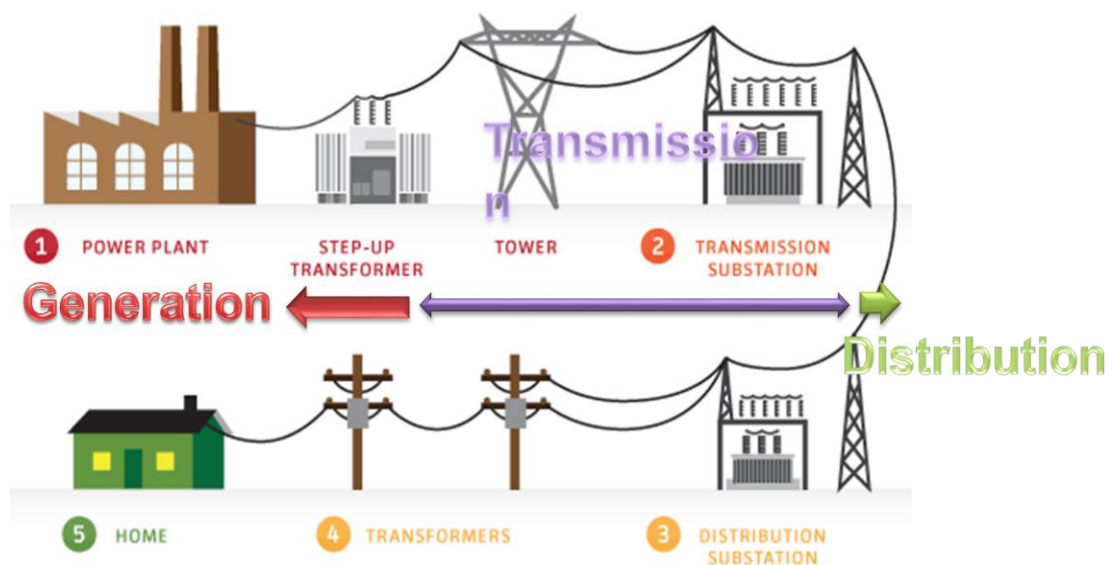 Transmissio
n
1 POWER PLANT
STEP-UP
TRANSFORMER
TOWER
2 TRANSMISSION
SUBSTATION
Generation
Distribution
5 HOME
4 TRANSFORMERS
3 DISTRIBUTION
SUBSTATION